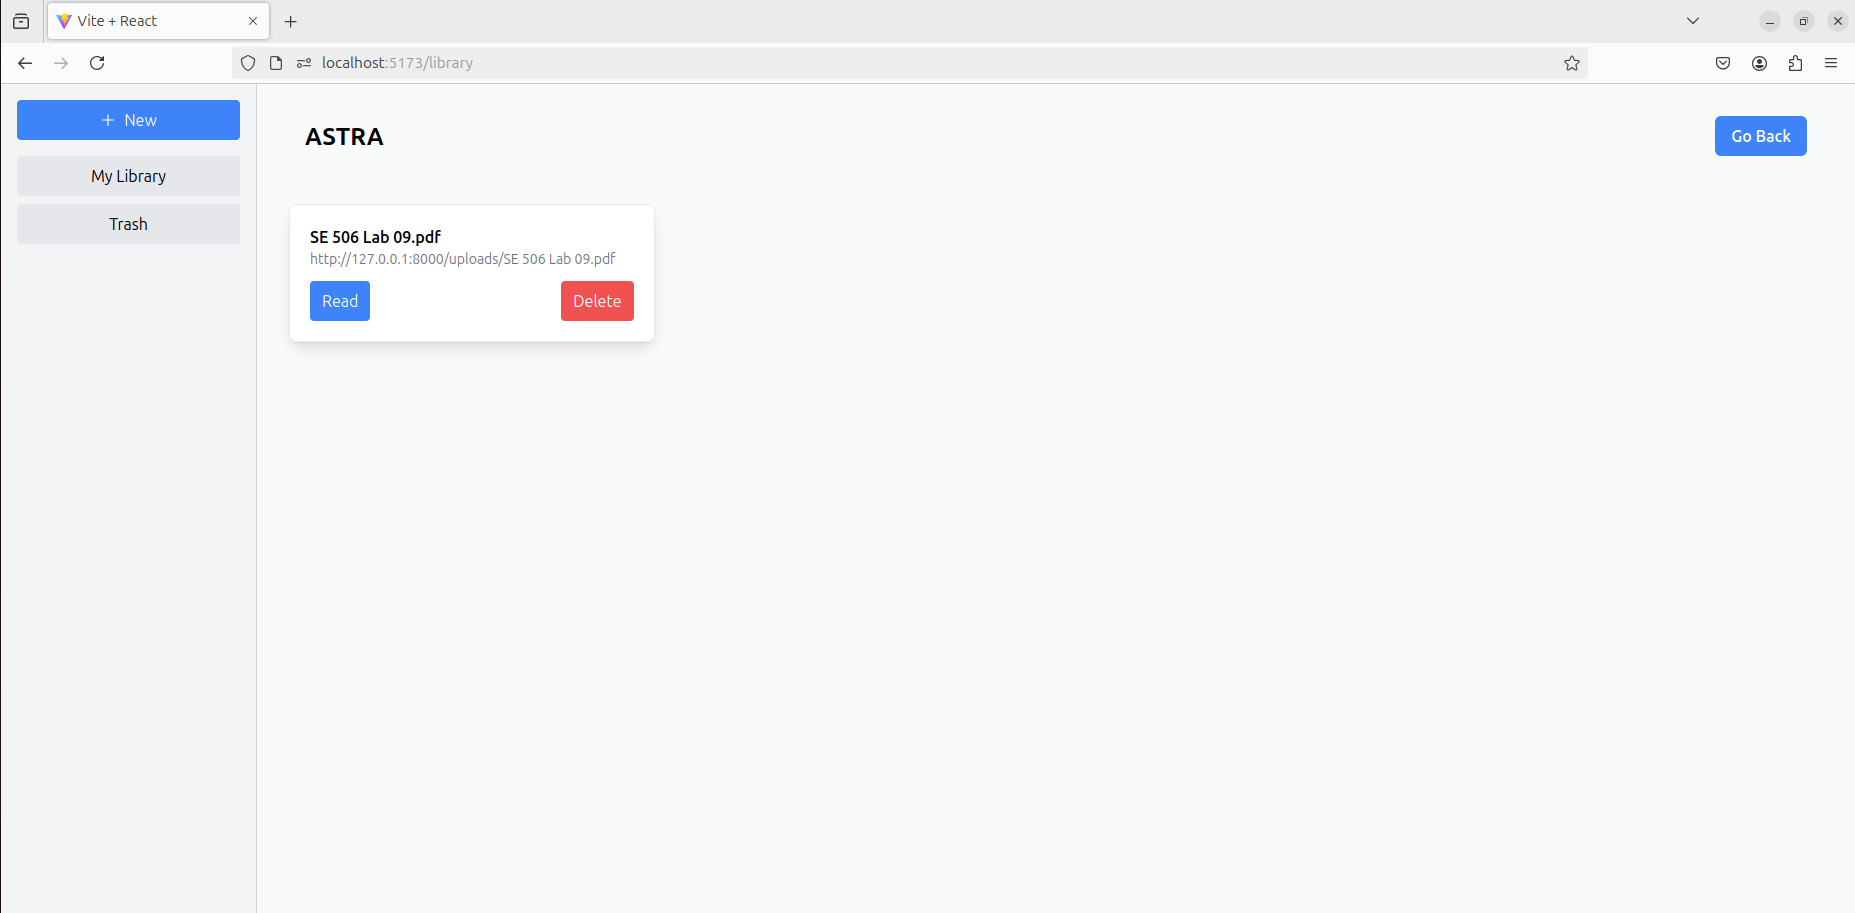 Vite + React
localhost:5173/library
New
My Library
Trash
ASTRA
Go Back
SE 506 Lab 09.pdf
http://127.0.0.1:8000/uploads/SE 506 Lab 09.pdf
Read
Delete